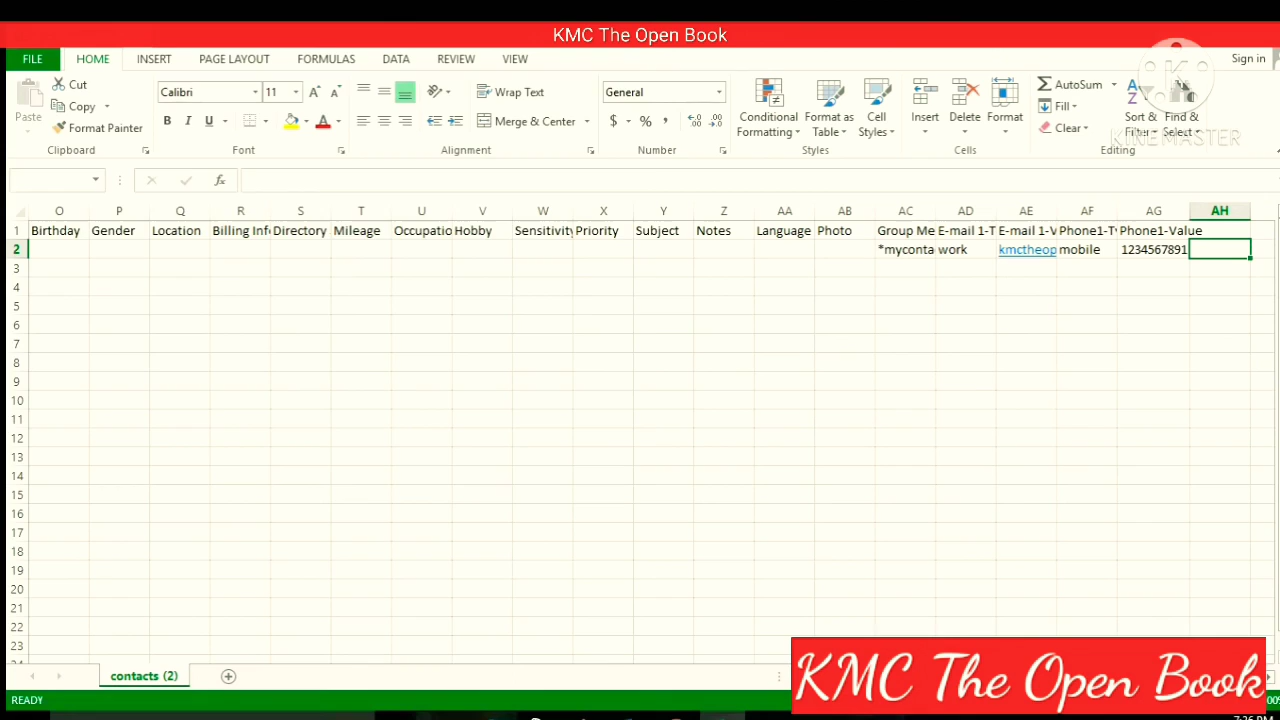 KMC The Open Book
FILE HOME INSERT PAGE LAYOUT FORMULAS DATA REVIEW VIEW Sign in
Paste
Cut
Copy
Format Painter
Calibri 11
B I U
Wrap Text
Merge & Center
General
$ % ,
Conditional Formatting
Format as Table
Cell Styles
Insert
Delete
Format
AutoSum
Fill
Clear
Sort & Filter
Find & Select
KINEMASTER
Clipboard Font Alignment Number Styles Cells Editing
fx
O P Q R S T U V W X Y Z AA AB AC AD AE AF AG AH
1 Birthday Gender Location Billing Info Directory Mileage Occupatio Hobby Sensitivity Priority Subject Notes Language Photo Group Me E-mail 1-T E-mail 1-V Phone1-Ty Phone1-Value
2 *myconta work kmctheop mobile 1234567891
3
4
5
6
7
8
9
10
11
12
13
14
15
16
17
18
19
20
21
22
23
contacts (2)
READY
KMC The Open Book